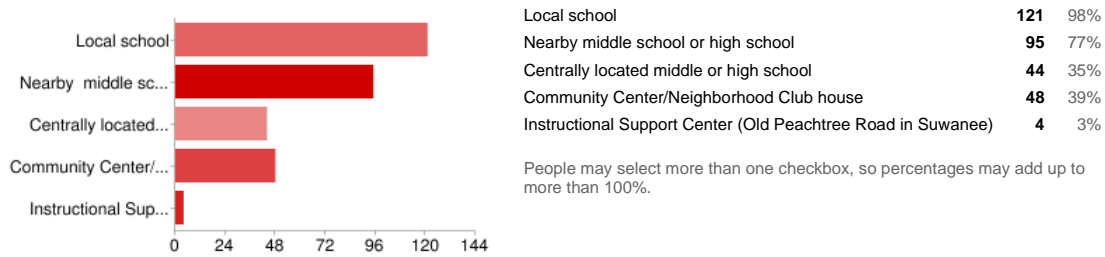 Local school
Nearby  middle sc...
Centrally located...
Community Center/...
Instructional Sup...
0 24 48 72 96 120 144
Local school 121 98%
Nearby middle school or high school 95 77%
Centrally located middle or high school 44 35%
Community Center/Neighborhood Club house 48 39%
Instructional Support Center (Old Peachtree Road in Suwanee) 4 3%
People may select more than one checkbox, so percentages may add up to
more than 100%.